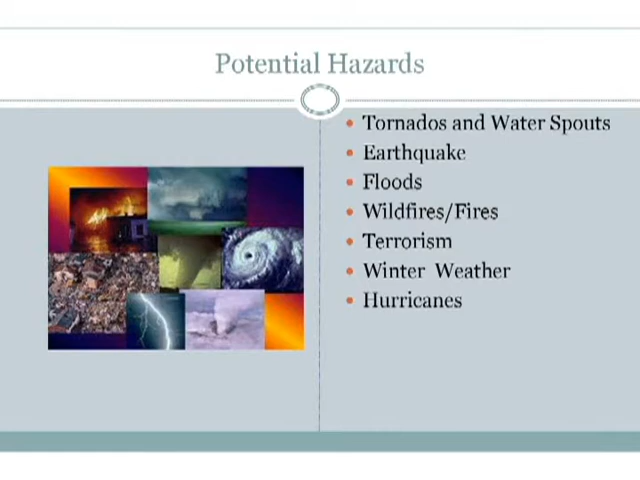 Potential Hazards
Tornados and Water Spouts
Earthquake
Floods
Wildfires/Fires
Terrorism
Winter Weather
Hurricanes